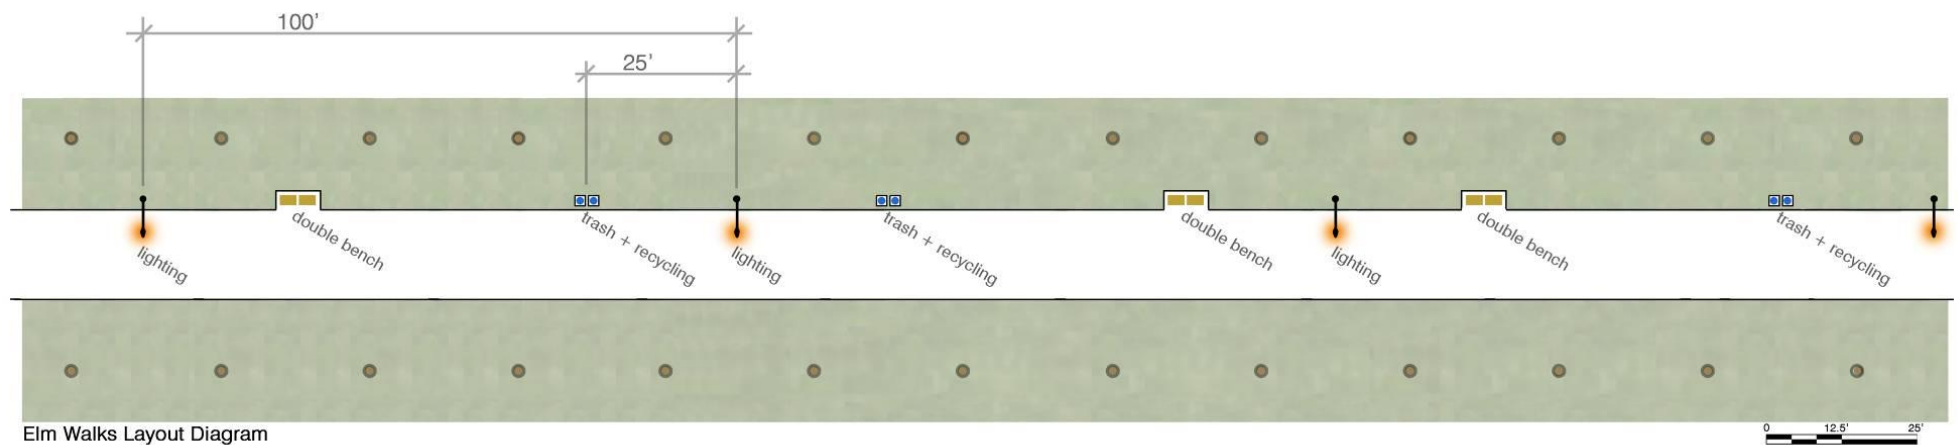 100'
25'
lighting
double bench
trash + recycling
lighting
trash + recycling
double bench
lighting
double bench
trash + recycling
Elm Walks Layout Diagram
0 12.5' 25'